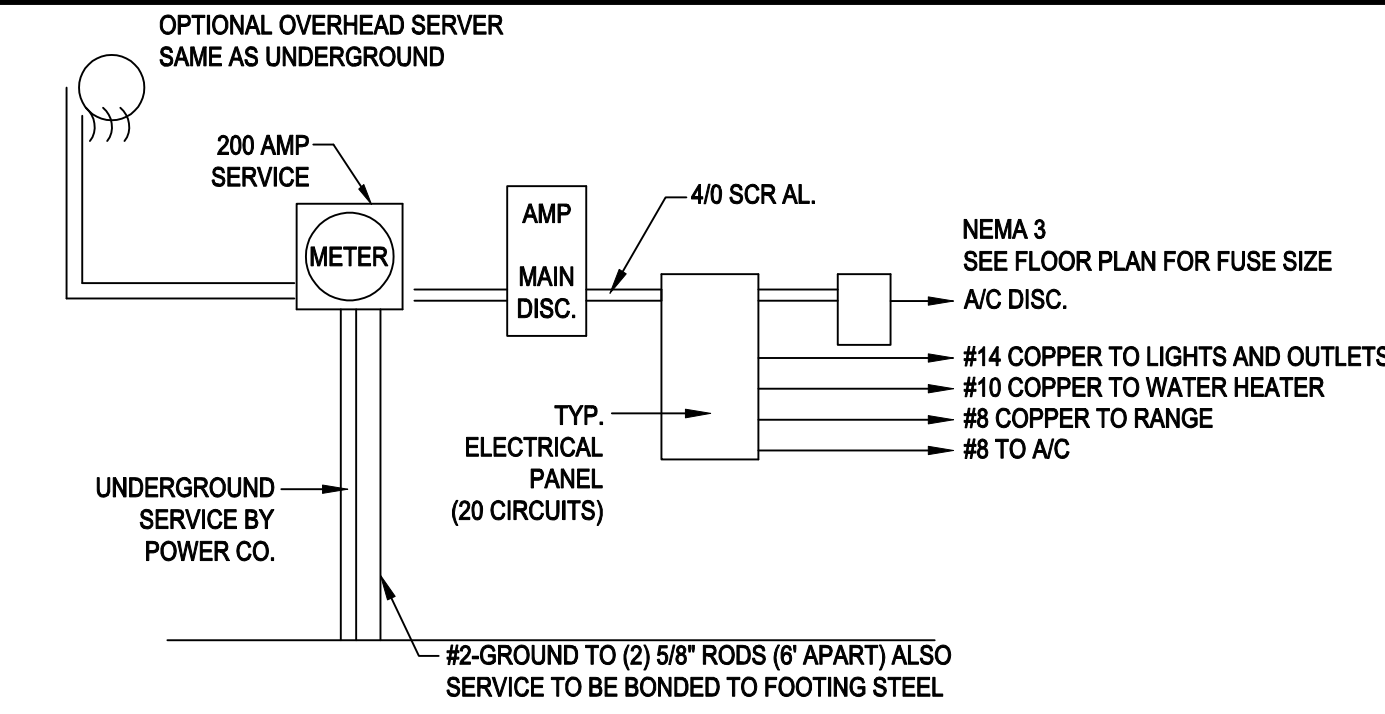 OPTIONAL OVERHEAD SERVER
SAME AS UNDERGROUND
200 AMP
SERVICE
METER
AMP
MAIN
DISC.
4/0 SCR AL.
NEMA 3
SEE FLOOR PLAN FOR FUSE SIZE
A/C DISC.
#14 COPPER TO LIGHTS AND OUTLETS
#10 COPPER TO WATER HEATER
#8 COPPER TO RANGE
#8 TO A/C
TYP.
ELECTRICAL
PANEL
(20 CIRCUITS)
UNDERGROUND
SERVICE BY
POWER CO.
#2-GROUND TO (2) 5/8" RODS (6' APART) ALSO
SERVICE TO BE BONDED TO FOOTING STEEL